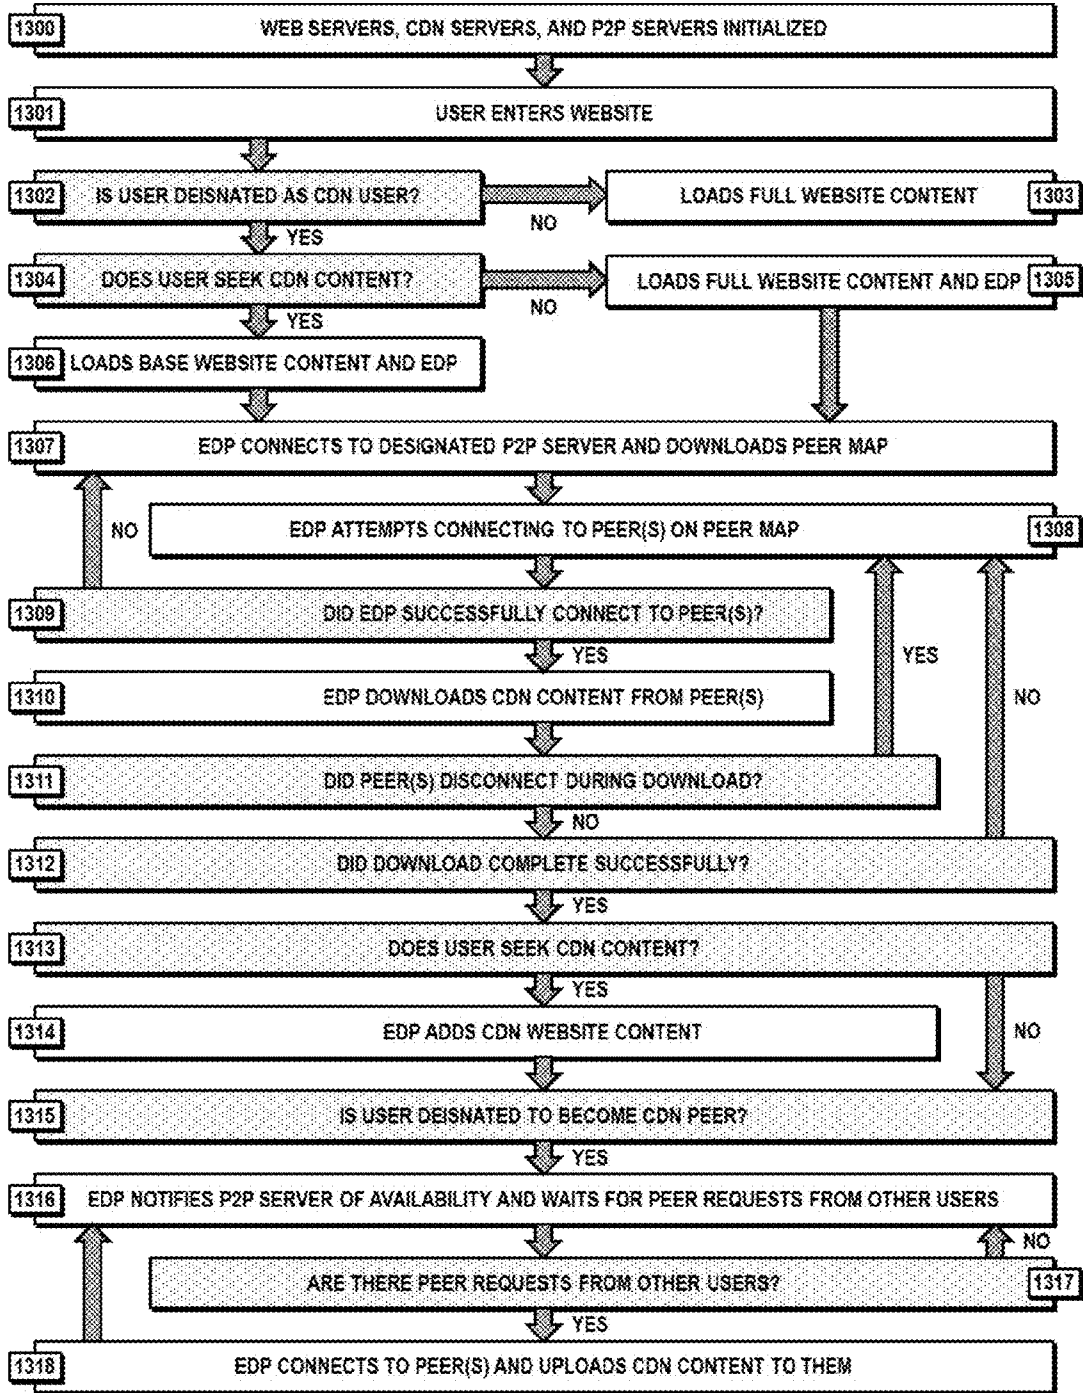 1300 WEB SERVERS, CDN SERVERS, AND P2P SERVERS INITIALIZED
1301 USER ENTERS WEBSITE
1302 IS USER DEISNATED AS CDN USER?
NO
LOADS FULL WEBSITE CONTENT 1303
YES
1304 DOES USER SEEK CDN CONTENT?
NO
LOADS FULL WEBSITE CONTENT AND EDP 1305
YES
1306 LOADS BASE WEBSITE CONTENT AND EDP
1307 EDP CONNECTS TO DESIGNATED P2P SERVER AND DOWNLOADS PEER MAP
NO
EDP ATTEMPTS CONNECTING TO PEER(S) ON PEER MAP 1308
1309 DID EDP SUCCESSFULLY CONNECT TO PEER(S)?
YES
YES
1310 EDP DOWNLOADS CDN CONTENT FROM PEER(S)
NO
1311 DID PEER(S) DISCONNECT DURING DOWNLOAD?
NO
1312 DID DOWNLOAD COMPLETE SUCCESSFULLY?
YES
1313 DOES USER SEEK CDN CONTENT?
YES
1314 EDP ADDS CDN WEBSITE CONTENT
NO
1315 IS USER DEISNATED TO BECOME CDN PEER?
YES
1316 EDP NOTIFIES P2P SERVER OF AVAILABILITY AND WAITS FOR PEER REQUESTS FROM OTHER USERS
NO
ARE THERE PEER REQUESTS FROM OTHER USERS? 1317
YES
1318 EDP CONNECTS TO PEER(S) AND UPLOADS CDN CONTENT TO THEM